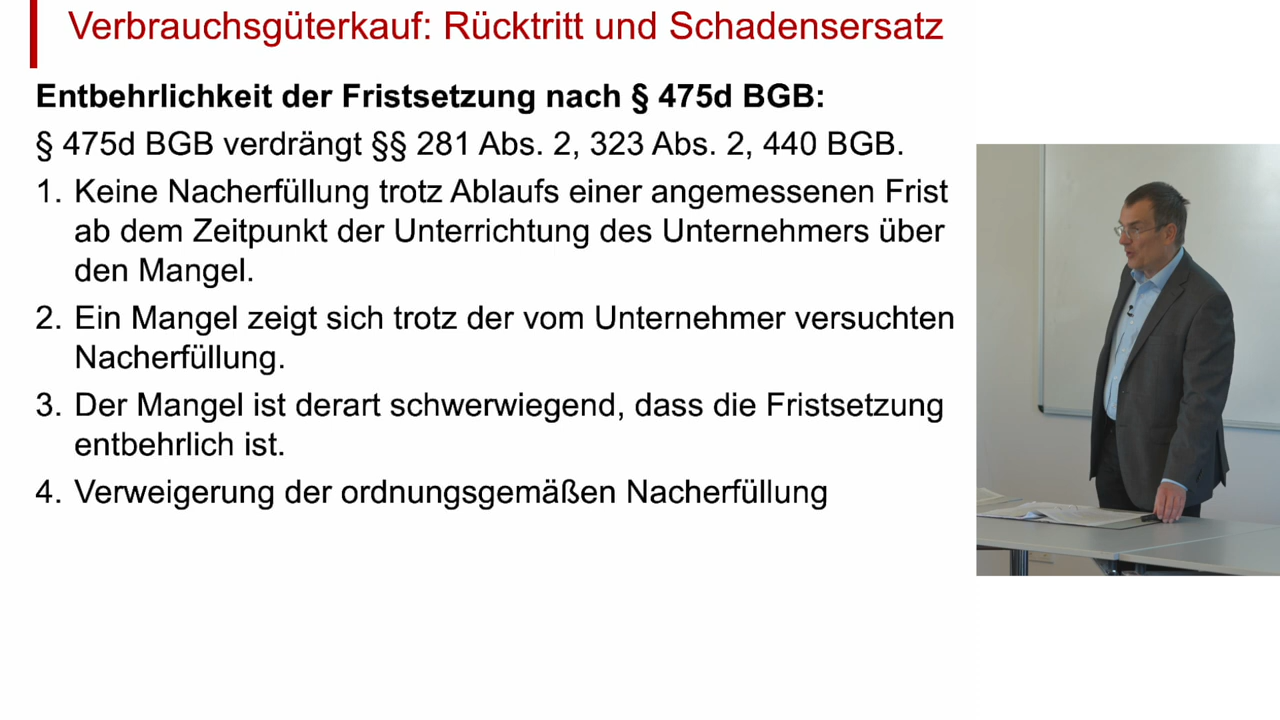 Verbrauchsgüterkauf: Rücktritt und Schadensersatz
Entbehrlichkeit der Fristsetzung nach § 475d BGB:
§ 475d BGB verdrängt §§ 281 Abs. 2, 323 Abs. 2, 440 BGB.
1. Keine Nacherfüllung trotz Ablaufs einer angemessenen Frist
ab dem Zeitpunkt der Unterrichtung des Unternehmers über
den Mangel.
2. Ein Mangel zeigt sich trotz der vom Unternehmer versuchten
Nacherfüllung.
3. Der Mangel ist derart schwerwiegend, dass die Fristsetzung
entbehrlich ist.
4. Verweigerung der ordnungsgemäßen Nacherfüllung